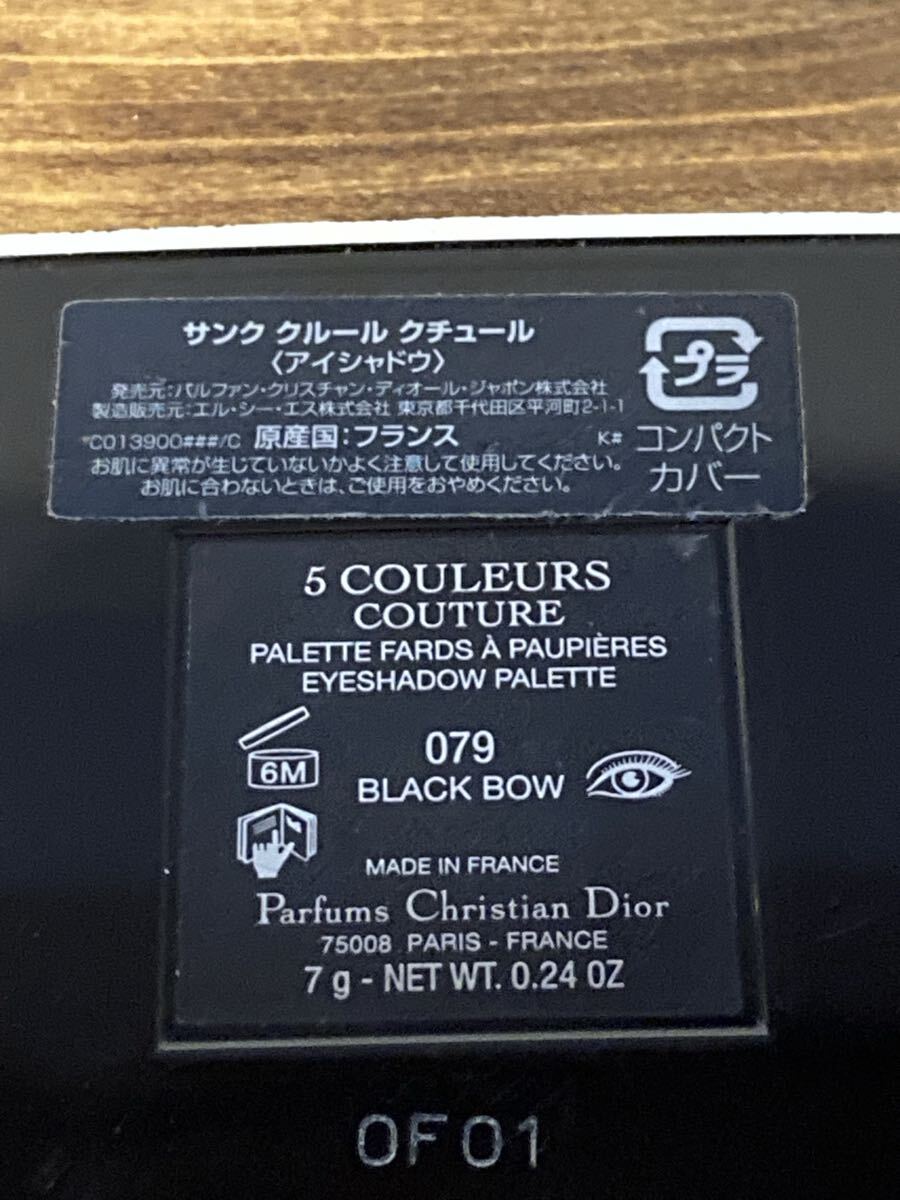 サンク クルール クチュール
〈アイシャドウ〉
発売元:パルファン・クリスチャン・ディオール・ジャポン株式会社
製造販売元:エル・シー・エス株式会社 東京都千代田区平河町2-1-1
C013900###/C 原産国:フランス K#
お肌に異常が生じていないかよく注意して使用してください。
お肌に合わないときは、ご使用をおやめください。
プラ
コンパクト
カバー
5 COULEURS
COUTURE
PALETTE FARDS À PAUPIÈRES
EYESHADOW PALETTE
6M
079
BLACK BOW
MADE IN FRANCE
Parfums Christian Dior
75008 PARIS - FRANCE
7 g - NET WT. 0.24 OZ
0F01